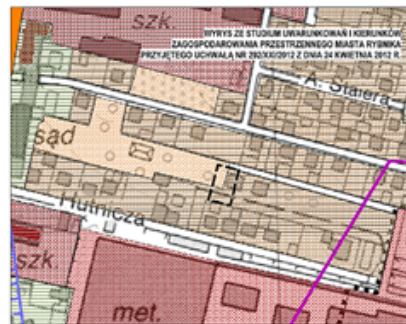 szk.
WYRYS ZE STUDIUM UWARUNKOWAŃ I KIERUNKÓW
ZAGOSPODAROWANIA PRZESTRZENNEGO MIASTA RYBNIKA
PRZYJĘTEGO UCHWAŁĄ NR 292/XXI/2012 Z DNIA 24 KWIETNIA 2012 R.
A. Stalera
sąd
Hutnicza
szk.
met.